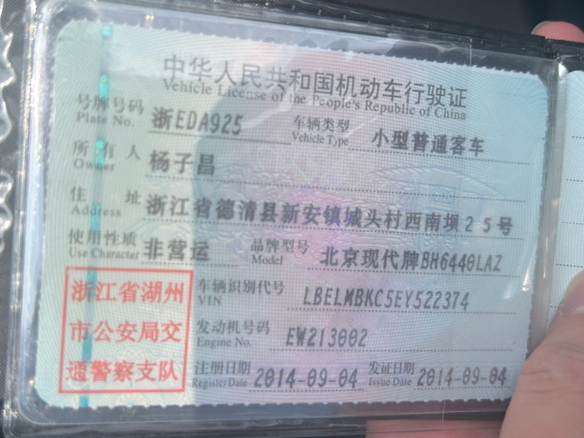 中华人民共和国机动车行驶证
Vehicle License of the People's Republic of China
号牌号码 浙EDA925 车辆类型 小型普通客车
Plate No. Vehicle Type
所有人 杨子昌
Owner
住址 浙江省德清县新安镇城头村西南坝25号
Address
使用性质 非营运 品牌型号 北京现代牌BH6440LAZ
Use Character Model
浙江省湖州
市公安局交
通警察支队
车辆识别代号 LBELMBKC5EY522374
VIN
发动机号码 EW213002
Engine No.
注册日期 2014-09-04 发证日期 2014-09-04
Register Date Issue Date